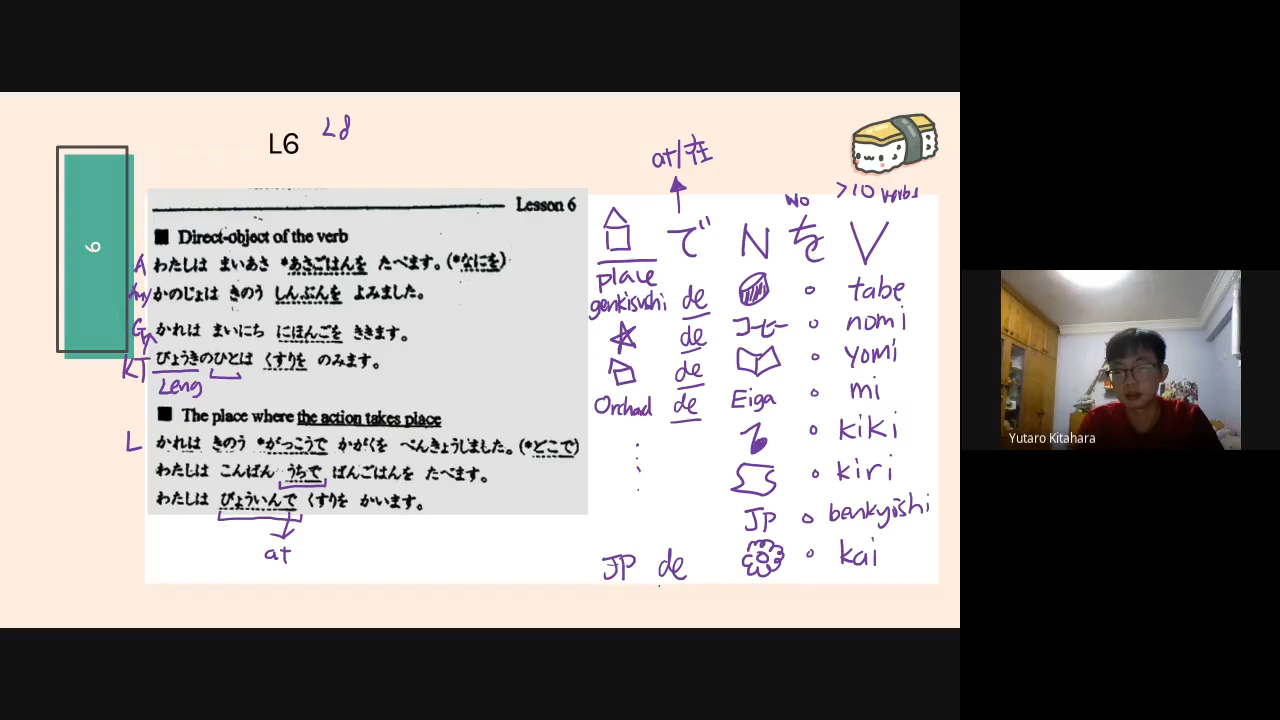 L6
L8
6
Lesson 6
■ Direct-object of the verb
A わたしは まいあさ *あさごはんを たべます。(*なにを)
かのじょは きのう しんぶんを よみました。
G かれは まいにち にほんごを ききます。
KT びょうきのひとは くすりを のみます。
Leng
■ The place where the action takes place
L かれは きのう *がっこうで かがくを べんきょうしました。(*どこで)
わたしは こんばん うちで ばんごはんを たべます。
わたしは びょういんで くすりを かいます。
at
at/在
>10 verbs
wo
で N を V
place
genkisushi de o tabe
de コーヒー o nomi
de o yomi
Orchad de Eiga o mi
o kiki
o kiri
JP o benkyōshi
JP de o kai
Yutaro Kitahara